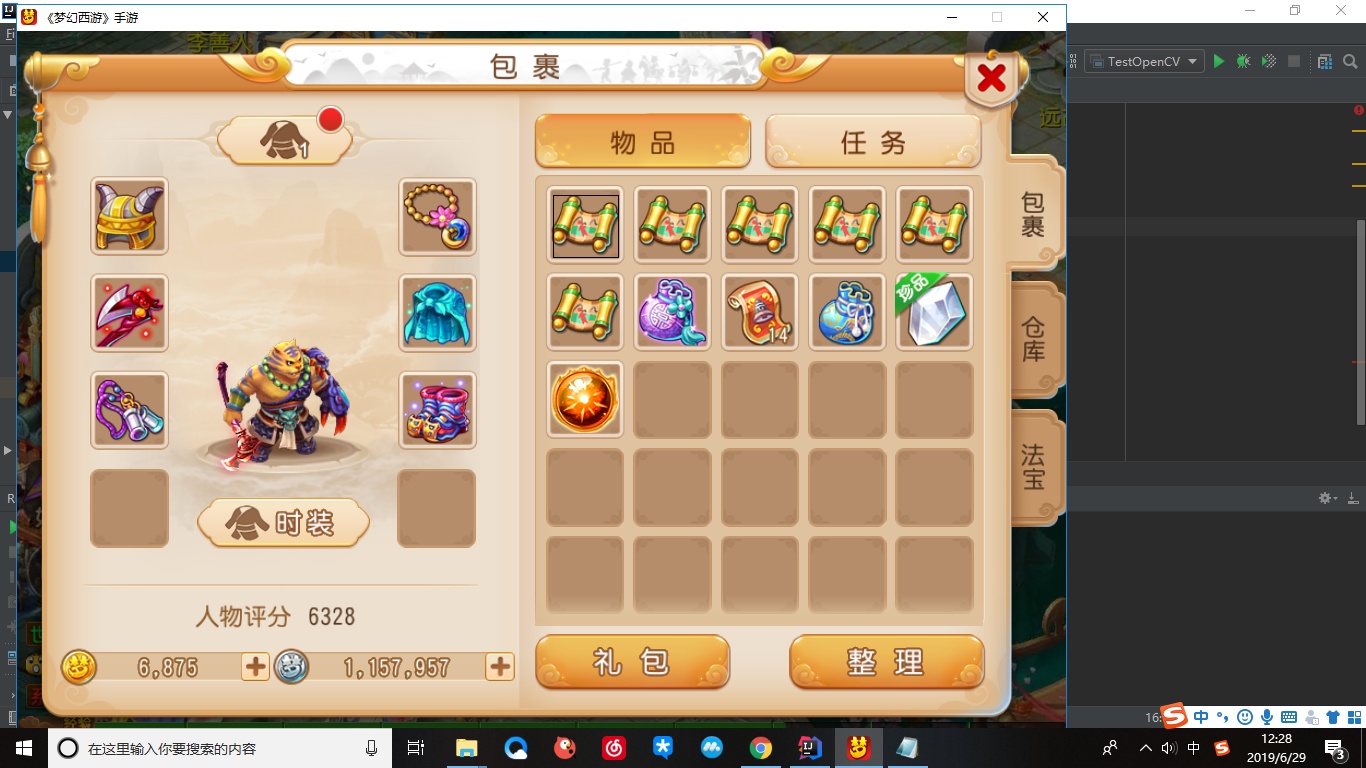 《梦幻西游》手游
李善人
包裹
TestOpenCV
1
物品
任务
包裹
仓库
法宝
珍品
14
时装
人物评分 6328
6,875
1,157,957
礼包
整理
16:
中
在这里输入你要搜索的内容
中
12:28
2019/6/29
3